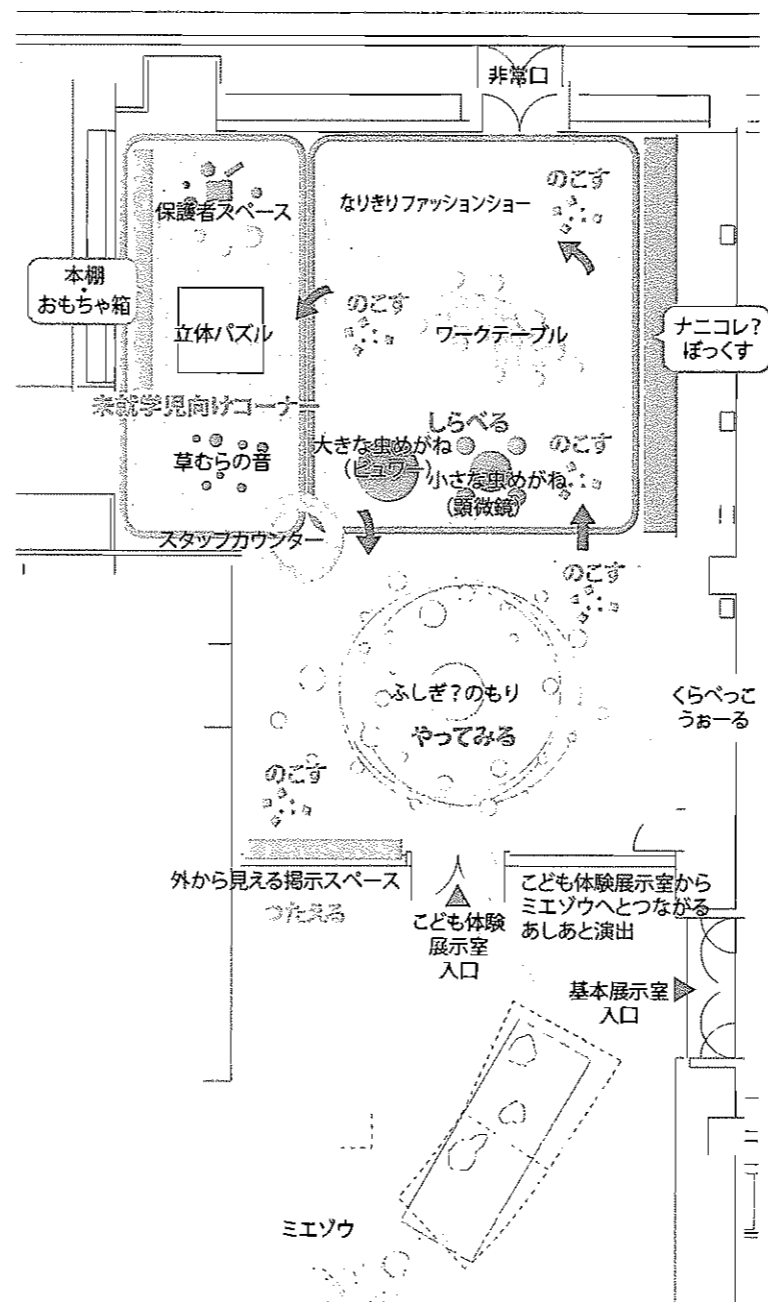 非常口
のこす
保護者スペース
なりきりファッションショー
本棚
・
おもちゃ箱
立体パズル
のこす
ワークテーブル
ナニコレ?
ぼっくす
未就学児向けコーナー
しらべる
草むらの音
大きな虫めがね
(ビュワー)
小さな虫めがね
(顕微鏡)
のこす
スタッフカウンター
のこす
ふしぎ?のもり
やってみる
くらべっこ
うぉーる
のこす
外から見える掲示スペース
つたえる
こども体験
展示室
入口
こども体験展示室から
ミエゾウへとつながる
あしあと演出
基本展示室
入口
ミエゾウ